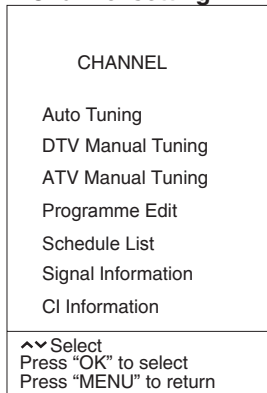 CHANNEL
Auto Tuning
DTV Manual Tuning
ATV Manual Tuning
Programme Edit
Schedule List
Signal Information
CI Information
Select
Press “OK” to select
Press “MENU” to return